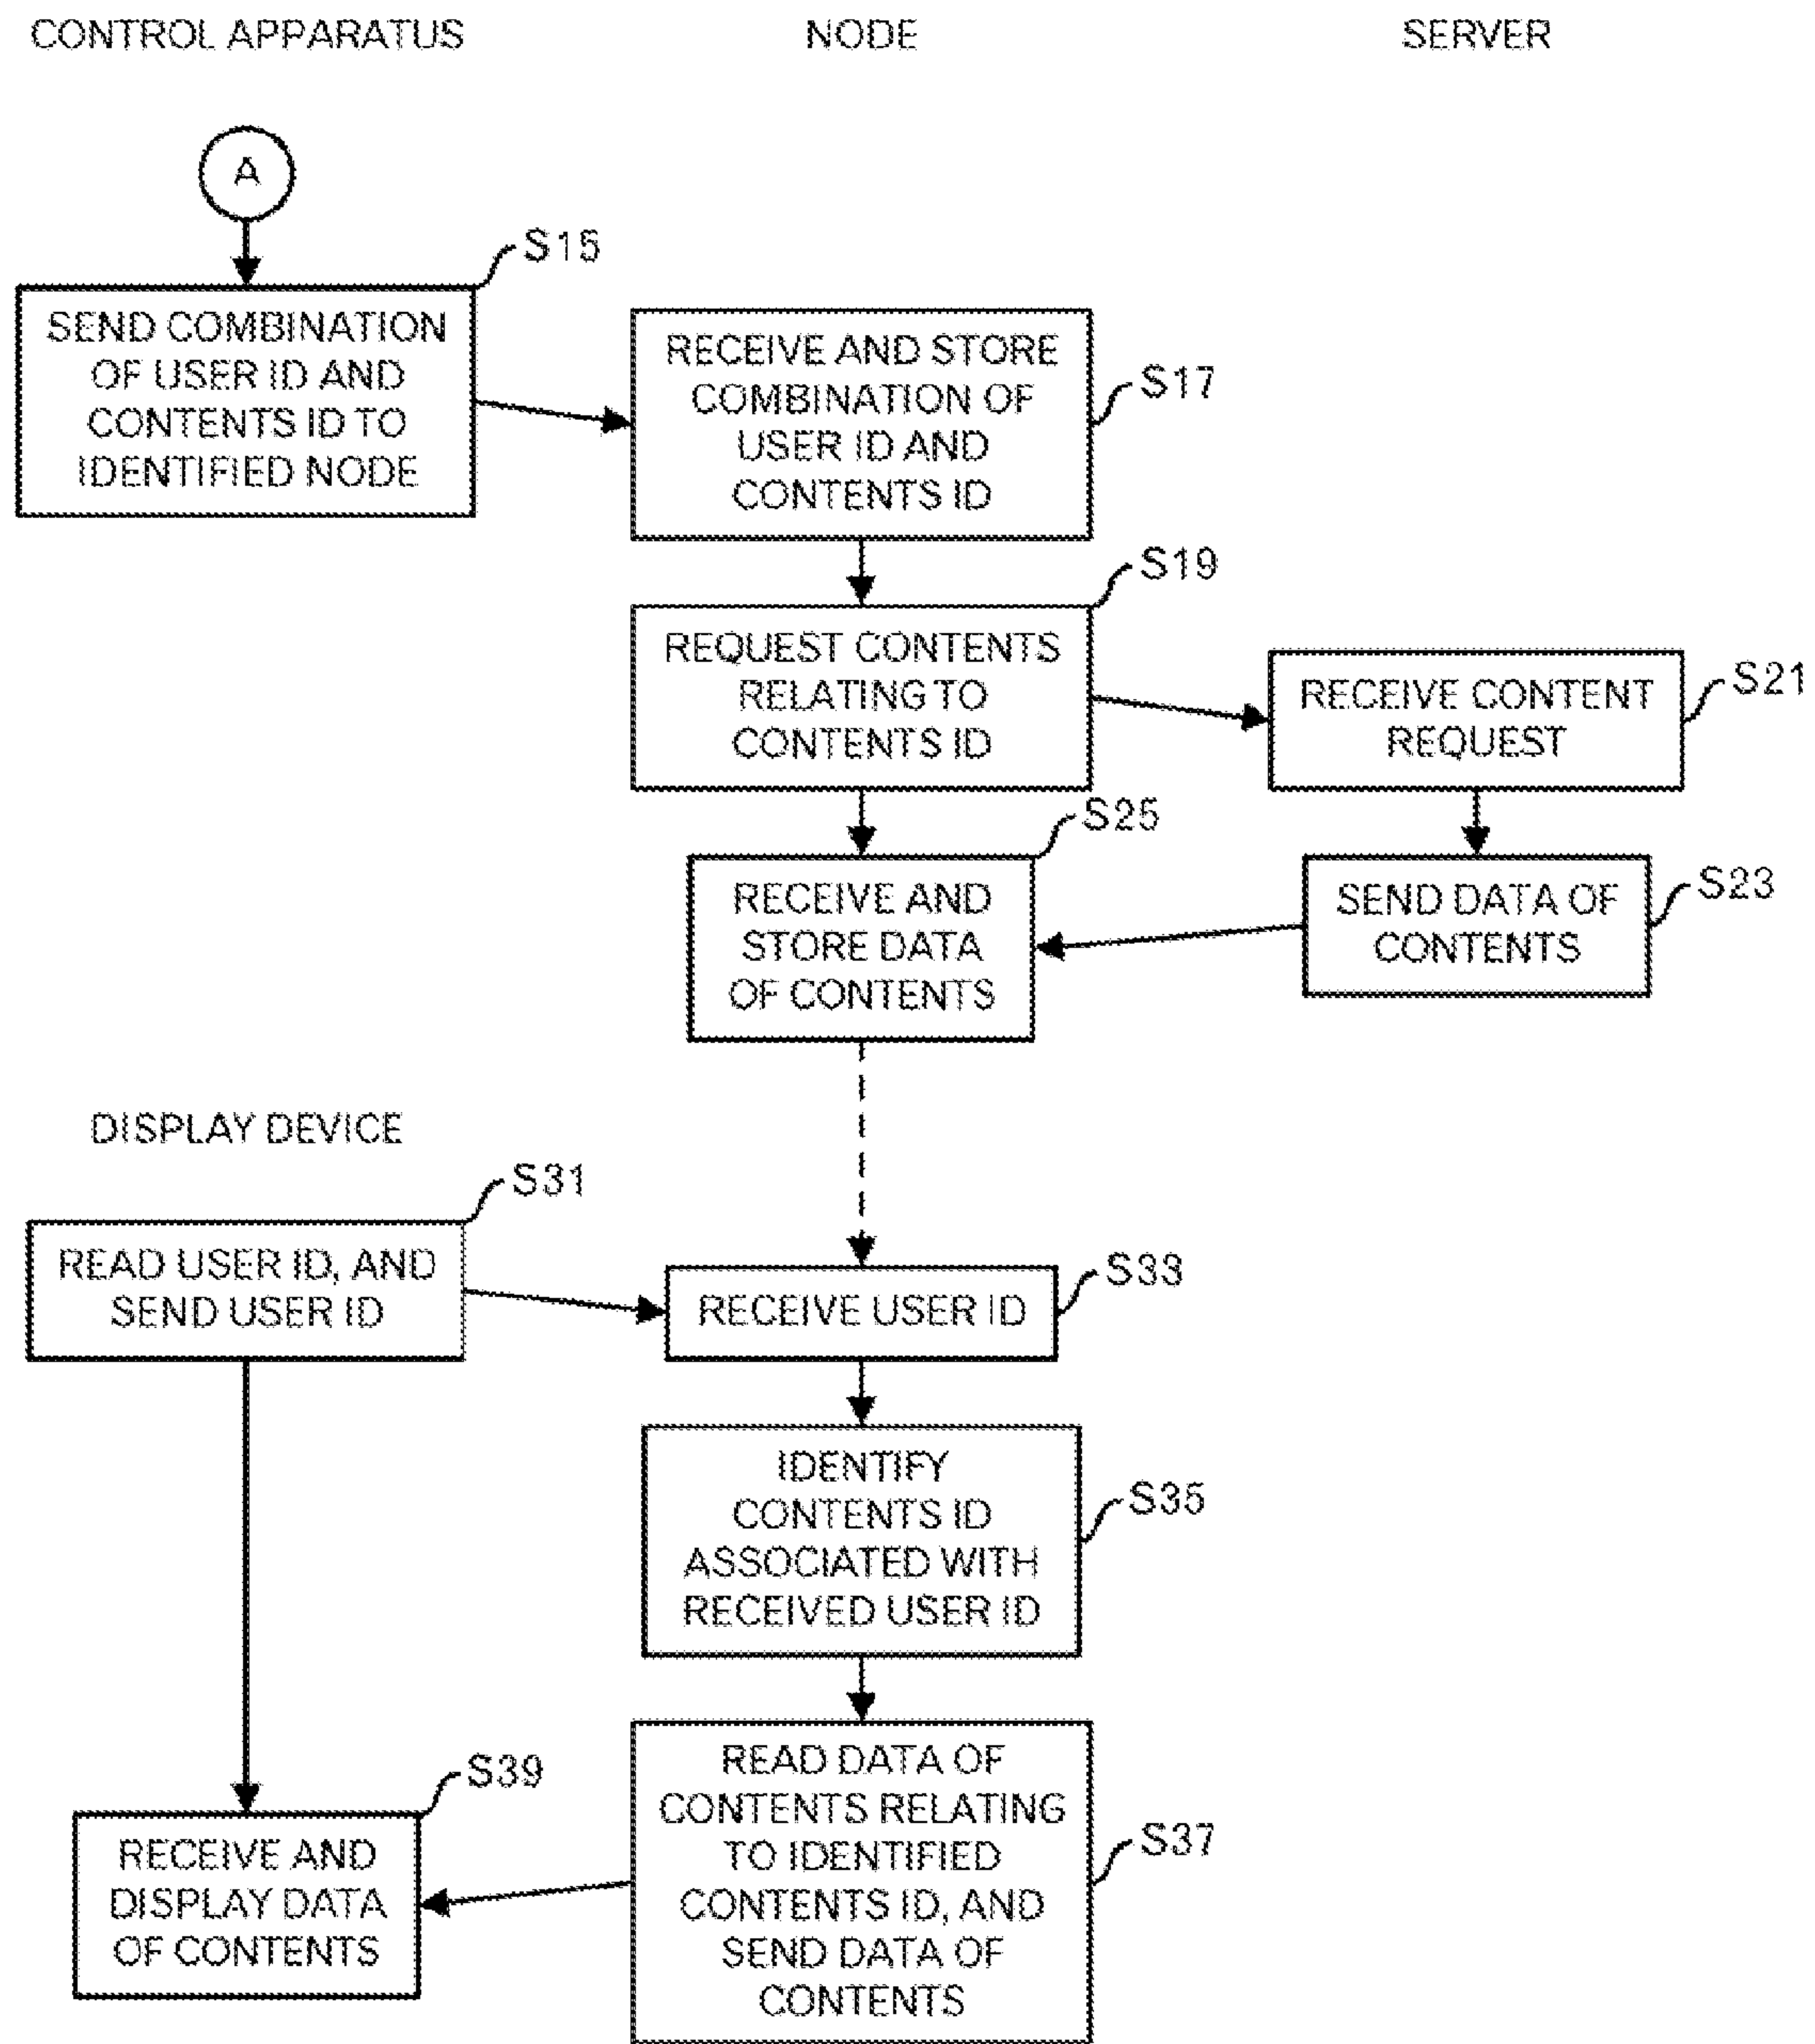 CONTROL APPARATUS
NODE
SERVER
A
S15
SEND COMBINATION
OF USER ID AND
CONTENTS ID TO
IDENTIFIED NODE
RECEIVE AND STORE
COMBINATION OF
USER ID AND
CONTENTS ID
S17
S19
REQUEST CONTENTS
RELATING TO
CONTENTS ID
RECEIVE CONTENT
REQUEST
S21
S25
RECEIVE AND
STORE DATA
OF CONTENTS
SEND DATA OF
CONTENTS
S23
DISPLAY DEVICE
S31
READ USER ID, AND
SEND USER ID
RECEIVE USER ID
S33
IDENTIFY
CONTENTS ID
ASSOCIATED WITH
RECEIVED USER ID
S35
S39
RECEIVE AND
DISPLAY DATA
OF CONTENTS
READ DATA OF
CONTENTS RELATING
TO IDENTIFIED
CONTENTS ID, AND
SEND DATA OF
CONTENTS
S37